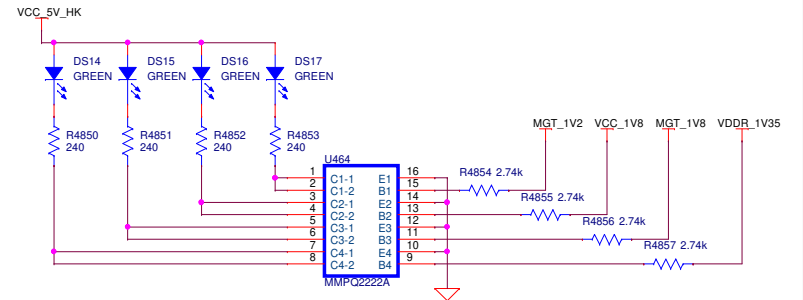 VCC_5V_HK
DS14
GREEN
DS15
GREEN
DS16
GREEN
DS17
GREEN
R4850
240
R4851
240
R4852
240
R4853
240
MGT_1V2
VCC_1V8
MGT_1V8
VDDR_1V35
U464
1 C1-1 E1 16
2 C1-2 B1 15
3 C2-1 E2 14
4 C2-2 B2 13
5 C3-1 E3 12
6 C3-2 B3 11
7 C4-1 E4 10
8 C4-2 B4 9
MMPQ2222A
R4854 2.74k
R4855 2.74k
R4856 2.74k
R4857 2.74k